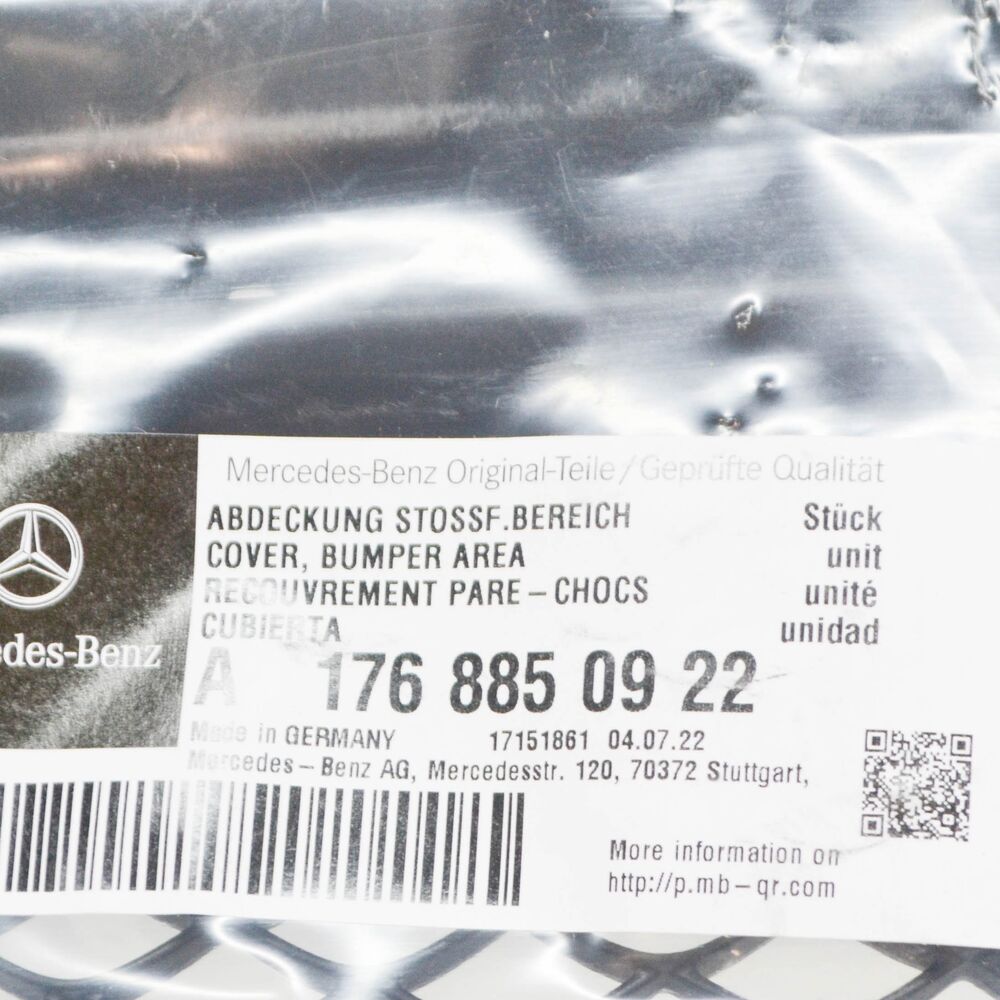 Mercedes-Benz Original-Teile/Geprüfte Qualität
ABDECKUNG STOSSF.BEREICH Stück
COVER, BUMPER AREA unit
RECOUVREMENT PARE-CHOCS unité
CUBIERTA unidad
edes-Benz
A 176 885 09 22
Made in GERMANY 17151861 04.07.22
Mercedes-Benz AG, Mercedesstr. 120, 70372 Stuttgart,
More information on
http://p.mb-qr.com